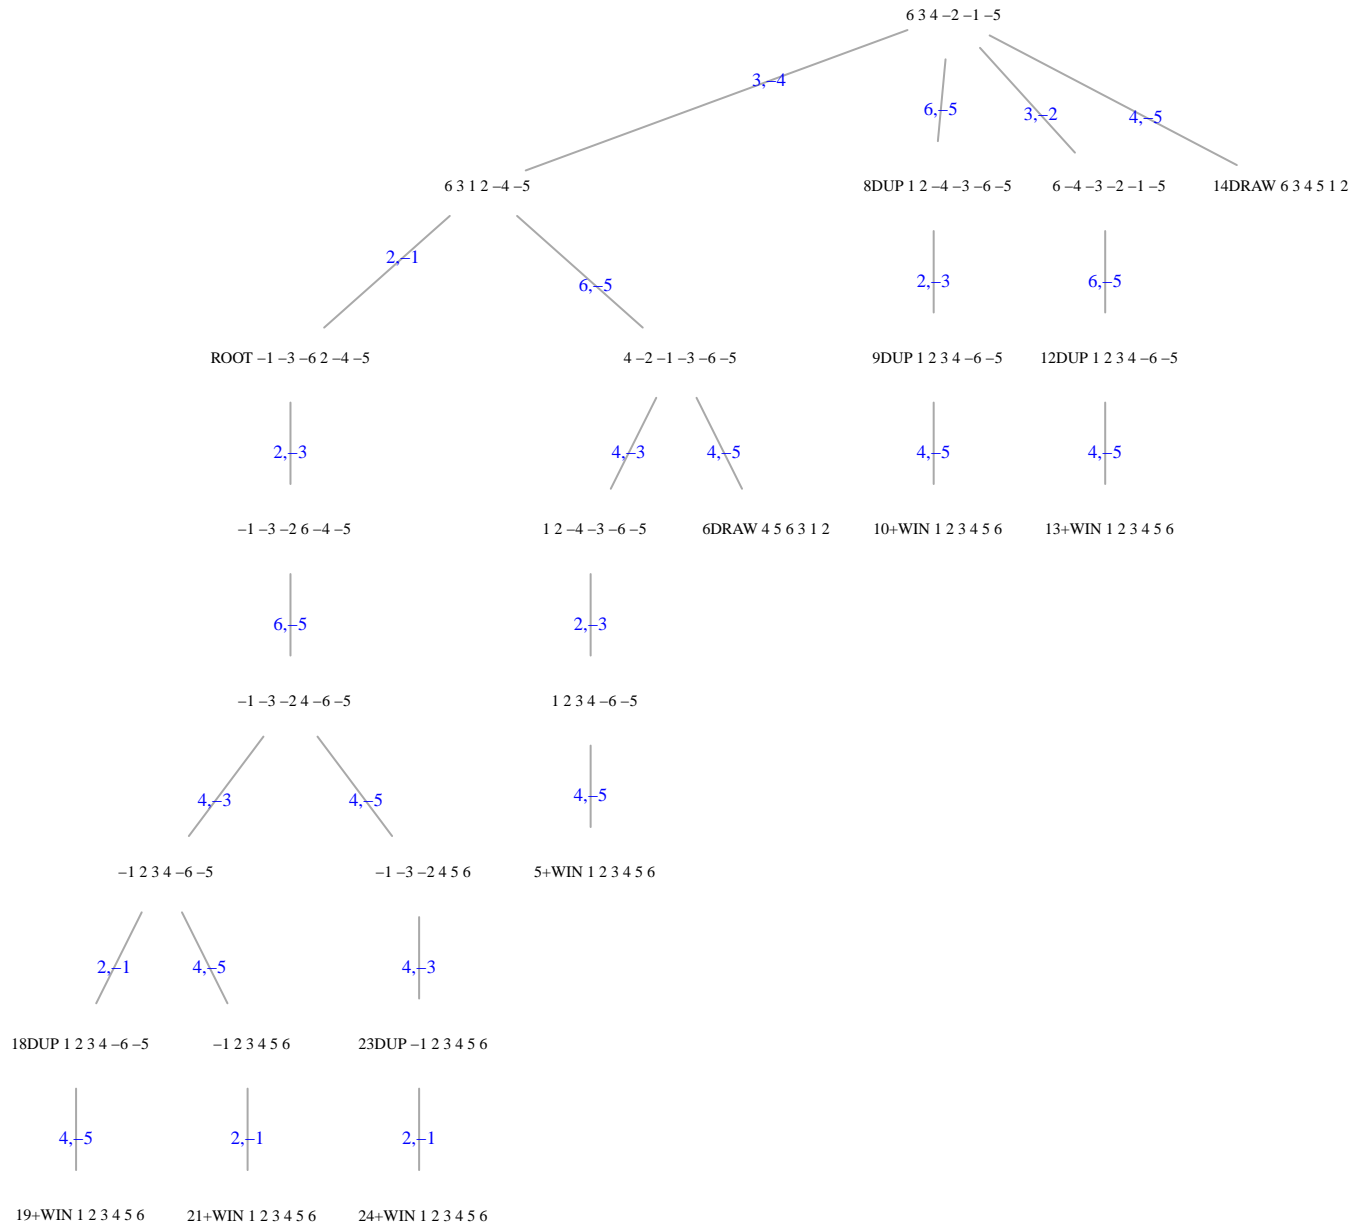 6 3 4 −2 −1 −5
3,−4
6,−5
3,−2
4,−5
6 3 1 2 −4 −5
8DUP 1 2 −4 −3 −6 −5
6 −4 −3 −2 −1 −5
14DRAW 6 3 4 5 1 2
2,−1
6,−5
2,−3
6,−5
ROOT −1 −3 −6 2 −4 −5
4 −2 −1 −3 −6 −5
9DUP 1 2 3 4 −6 −5
12DUP 1 2 3 4 −6 −5
2,−3
4,−3
4,−5
4,−5
4,−5
−1 −3 −2 6 −4 −5
1 2 −4 −3 −6 −5
6DRAW 4 5 6 3 1 2
10+WIN 1 2 3 4 5 6
13+WIN 1 2 3 4 5 6
6,−5
2,−3
−1 −3 −2 4 −6 −5
1 2 3 4 −6 −5
4,−3
4,−5
4,−5
−1 2 3 4 −6 −5
−1 −3 −2 4 5 6
5+WIN 1 2 3 4 5 6
2,−1
4,−5
4,−3
18DUP 1 2 3 4 −6 −5
−1 2 3 4 5 6
23DUP −1 2 3 4 5 6
4,−5
2,−1
2,−1
19+WIN 1 2 3 4 5 6
21+WIN 1 2 3 4 5 6
24+WIN 1 2 3 4 5 6